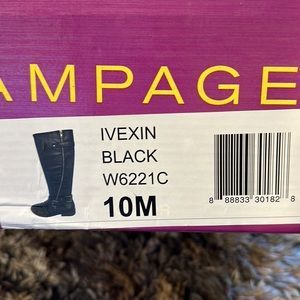 AMPAGE
IVEXIN
BLACK
W6221C
10M
8 88833 30182 8